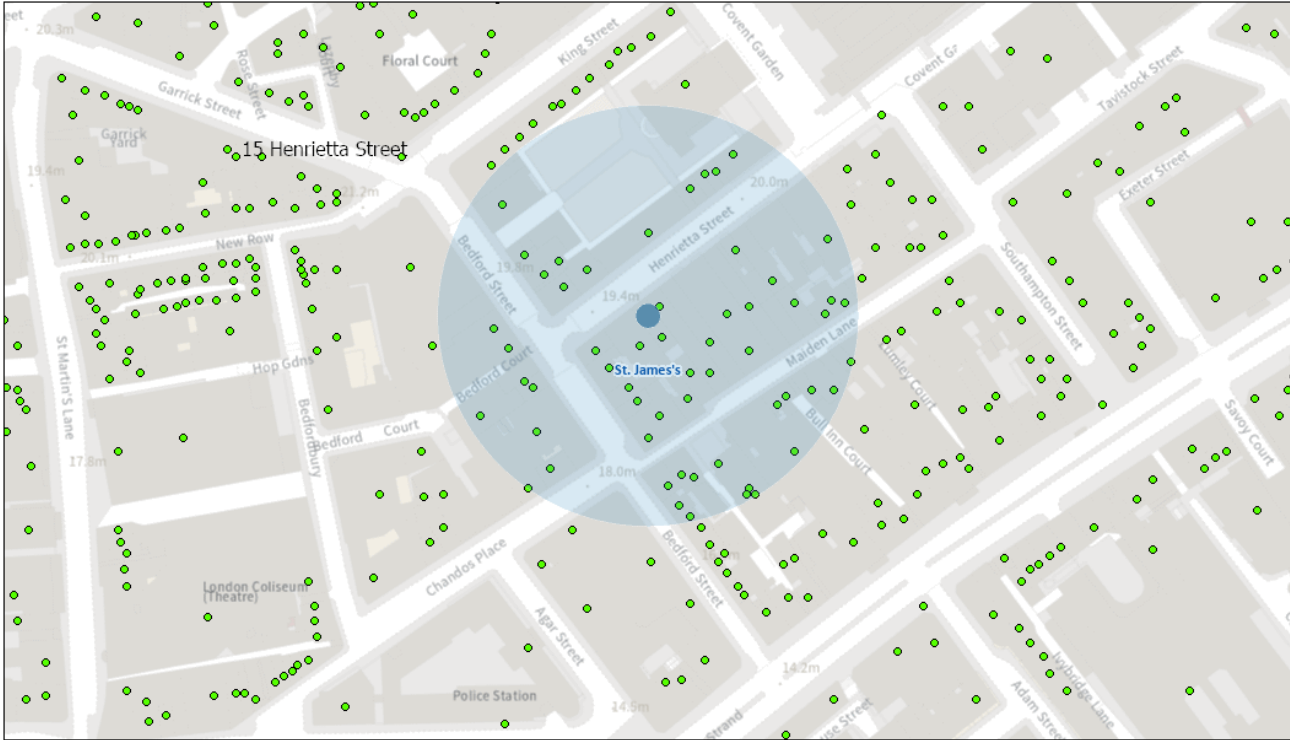 Street
20.3m
Rose Street
Floral Court
King Street
Covent Garden
Covent Gr
Tavistock Street
Garrick Street
Garrick
Yard
15 Henrietta Street
Exeter Street
19.4m
21.2m
20.0m
New Row
20.1m
Bedford Street
19.8m
Henrietta Street
19.4m
Southampton Street
St Martin'S Lane
Hop Gdns
Bedford Court
St. James's
Maiden Lane
Lumley Court
Bedfordbury
Bedford Court
Bull Inn Court
Savoy Court
17.8m
18.0m
Chandos Place
Bedford Street
London Coliseum
(Theatre)
Agar Street
Police Station
14.5m
14.2m
Strand
Adam Street
Ivybridge Lane